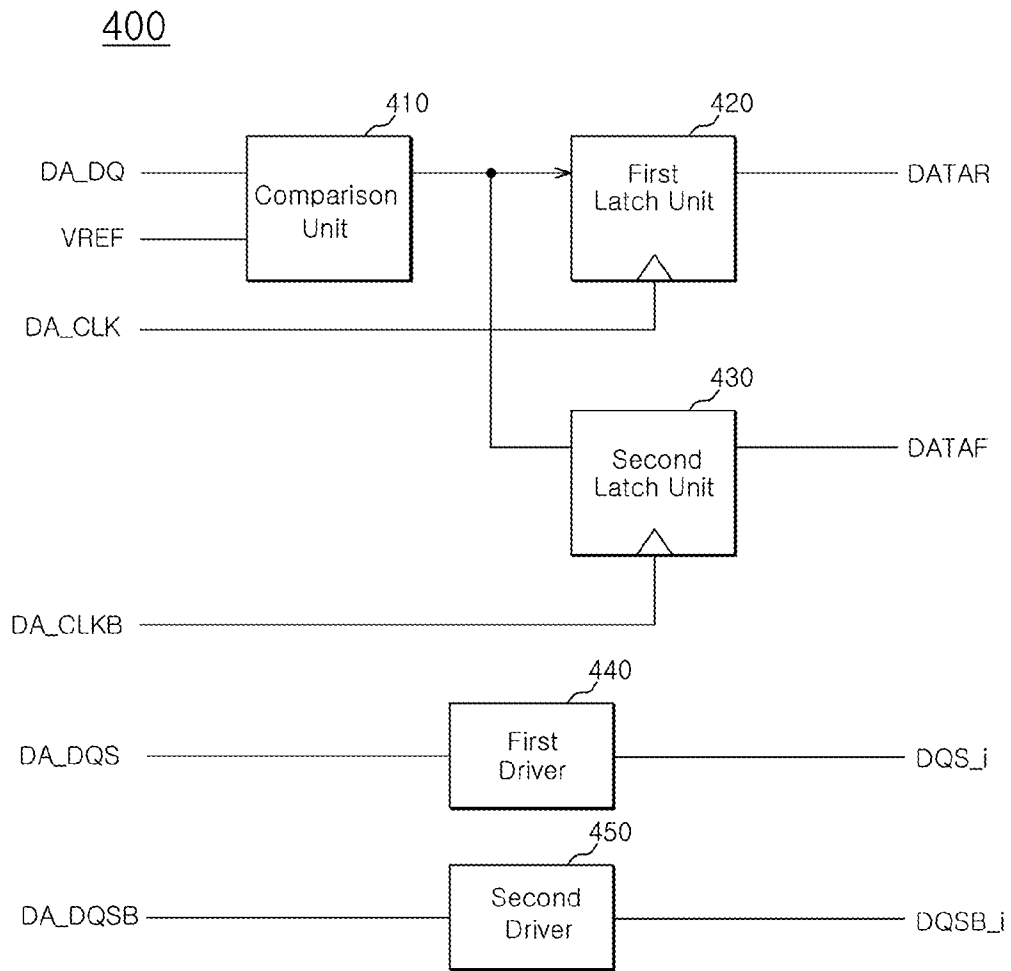 400
410
420
DA_DQ
Comparison
Unit
First
Latch Unit
DATAR
VREF
DA_CLK
430
Second
Latch Unit
DATAF
DA_CLKB
440
DA_DQS
First
Driver
DQS_i
450
DA_DQSB
Second
Driver
DQSB_i